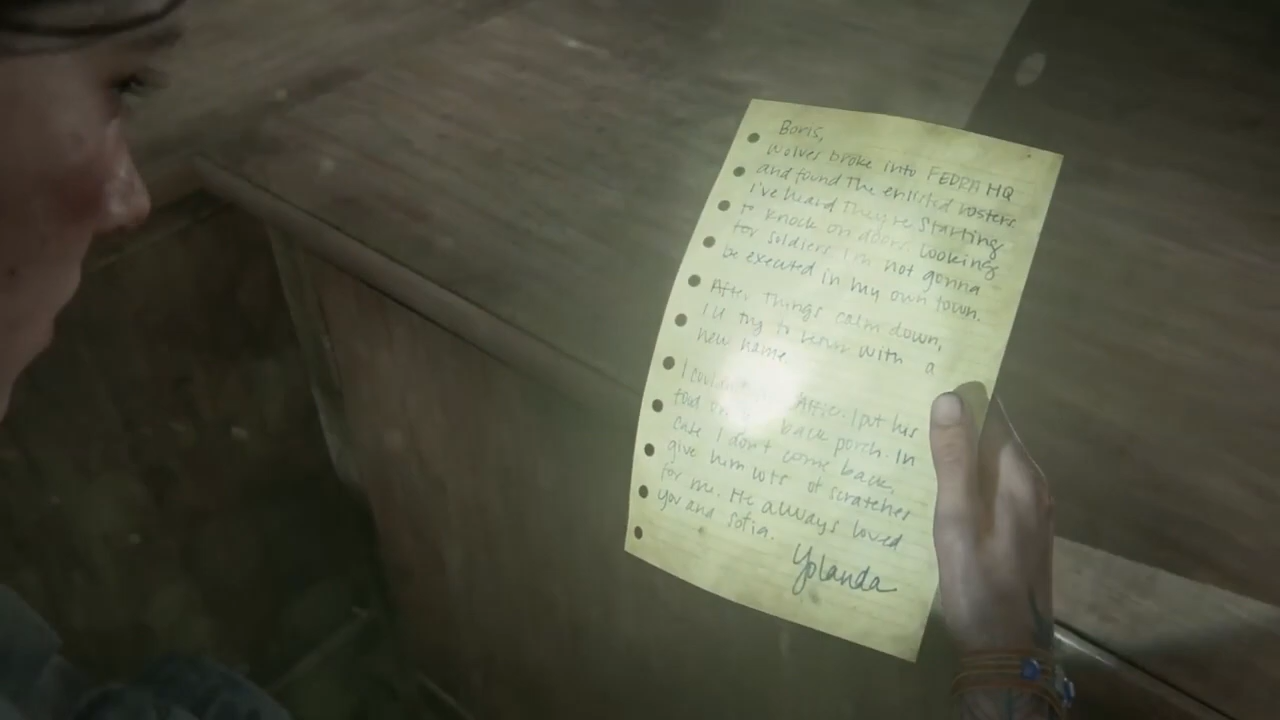 Boris,
Wolves broke into FEDRA HQ
and found the enlisted rosters.
I've heard they're starting
to knock on doors looking
for soldiers I'm not gonna
be executed in my own town.
After things calm down,
I'll try to return with a
new name.
I After. I put his
food on back porch. In
case I don't come back,
give him lots of scratches
for me. He always loved
you and Sofia.
Yolanda